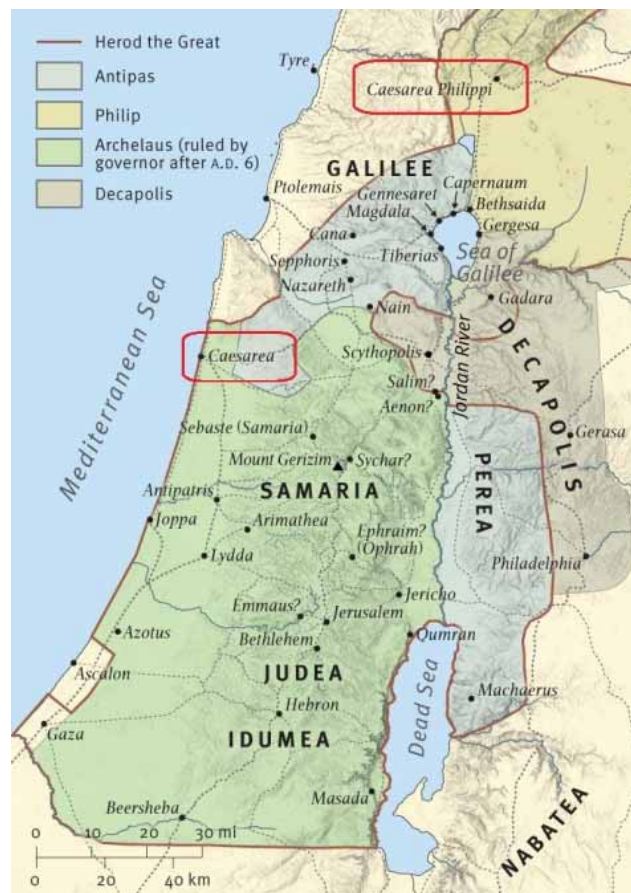 Herod the Great
Antipas
Philip
Archelaus (ruled by
governor after A.D. 6)
Decapolis
Tyre
Caesarea Philippi
GALILEE
Ptolemais
Gennesaret
Capernaum
Magdala
Bethsaida
Cana
Gergesa
Sepphoris
Tiberias
Sea of
Galilee
Nazareth
Gadara
Nain
Mediterranean Sea
Caesarea
Scythopolis
Jordan River
DECAPOLIS
Salim?
Aenon?
Sebaste (Samaria)
Gerasa
Mount Gerizim
Sychar?
PEREA
SAMARIA
Antipatris
Joppa
Arimathea
Ephraim?
(Ophrah)
Lydda
Philadelphia
Jericho
Emmaus?
Jerusalem
Azotus
Bethlehem
Qumran
Ascalon
JUDEA
Machaerus
Hebron
Dead Sea
Gaza
IDUMEA
Masada
Beersheba
NABATEA
0 10 20 30 mi
0 20 40 km